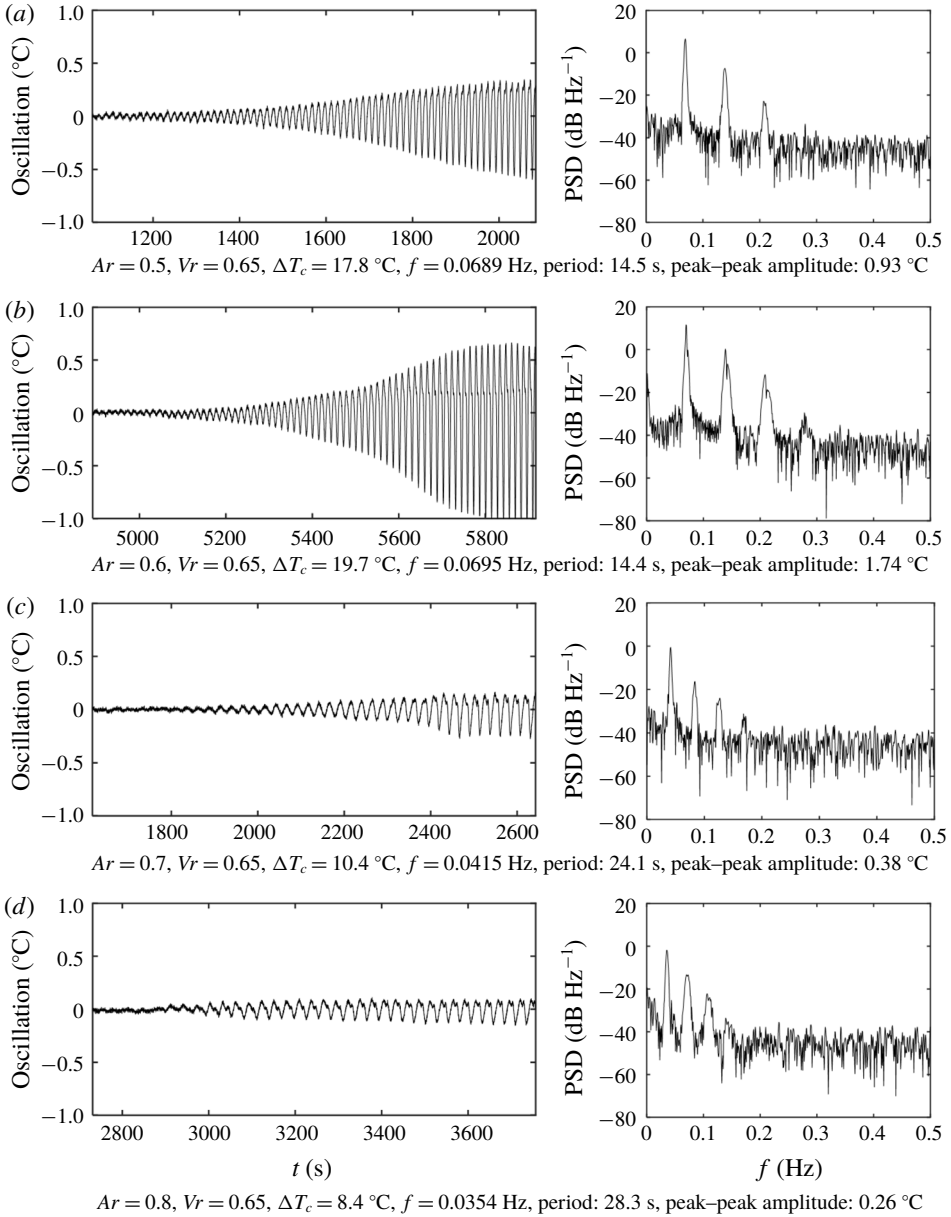 (a)
Oscillation (°C)
1.0
0.5
0
−0.5
−1.0
1200 1400 1600 1800 2000
PSD (dB Hz−1)
20
0
−20
−40
−60
−80
0 0.1 0.2 0.3 0.4 0.5
Ar = 0.5, Vr = 0.65, ΔTc = 17.8 °C, f = 0.0689 Hz, period: 14.5 s, peak–peak amplitude: 0.93 °C
(b)
Oscillation (°C)
1.0
0.5
0
−0.5
−1.0
5000 5200 5400 5600 5800
PSD (dB Hz−1)
20
0
−20
−40
−60
−80
0 0.1 0.2 0.3 0.4 0.5
Ar = 0.6, Vr = 0.65, ΔTc = 19.7 °C, f = 0.0695 Hz, period: 14.4 s, peak–peak amplitude: 1.74 °C
(c)
Oscillation (°C)
1.0
0.5
0
−0.5
−1.0
1800 2000 2200 2400 2600
PSD (dB Hz−1)
20
0
−20
−40
−60
−80
0 0.1 0.2 0.3 0.4 0.5
Ar = 0.7, Vr = 0.65, ΔTc = 10.4 °C, f = 0.0415 Hz, period: 24.1 s, peak–peak amplitude: 0.38 °C
(d)
Oscillation (°C)
1.0
0.5
0
−0.5
−1.0
2800 3000 3200 3400 3600
t (s)
PSD (dB Hz−1)
20
0
−20
−40
−60
−80
0 0.1 0.2 0.3 0.4 0.5
f (Hz)
Ar = 0.8, Vr = 0.65, ΔTc = 8.4 °C, f = 0.0354 Hz, period: 28.3 s, peak–peak amplitude: 0.26 °C